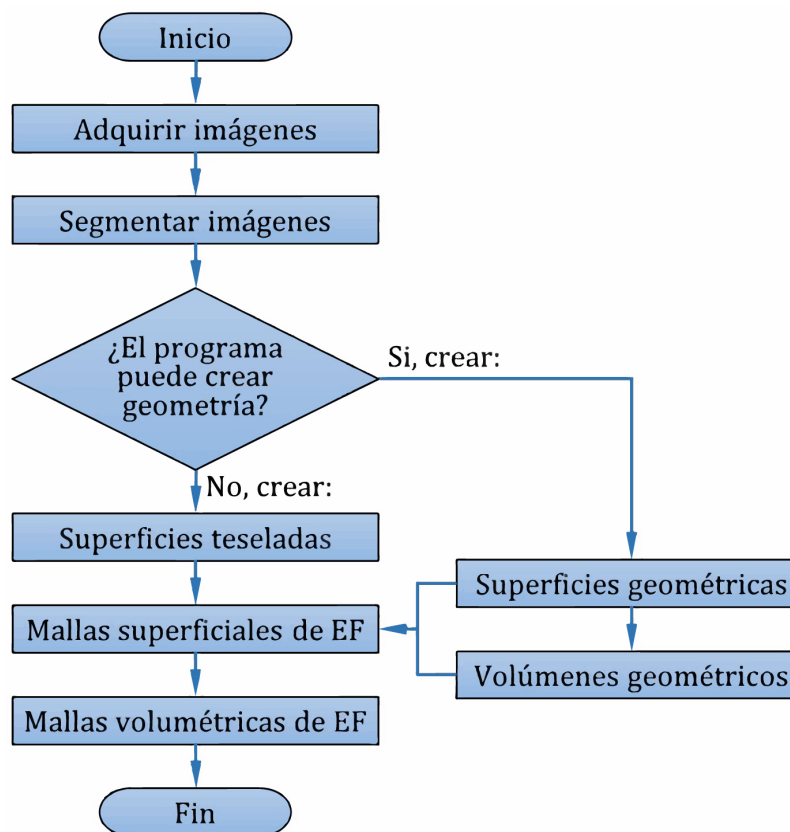 Inicio
Adquirir imágenes
Segmentar imágenes
¿El programa
puede crear
geometría?
Si, crear:
No, crear:
Superficies teseladas
Superficies geométricas
Mallas superficiales de EF
Volúmenes geométricos
Mallas volumétricas de EF
Fin